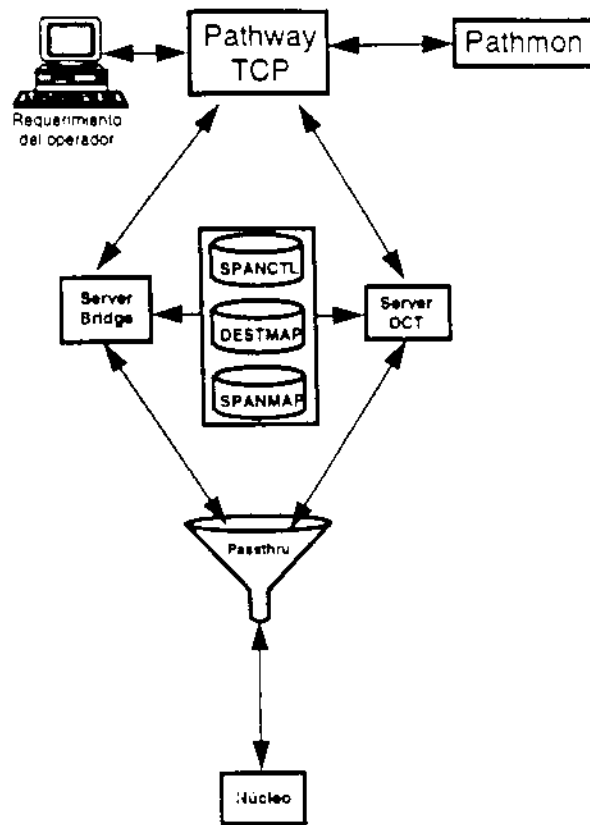 Pathway
TCP
Pathmon
Requerimiento
del operador
SPANCTL
Server
Bridge
DESTMAP
Server
DCT
SPANMAP
Passthru
Núcleo